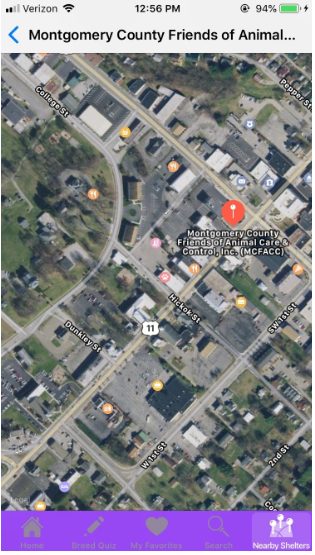 Verizon 12:56 PM 94%
Montgomery County Friends of Animal...
College St
Pepper St
Montgomery County
Friends of Animal Care &
Control, Inc. (MCFACC)
Hickok St
11
SW 1st St
Dunkley St
W 1st St
2nd St
Legal
Home Breed Quiz My Favorites Search Nearby Shelters